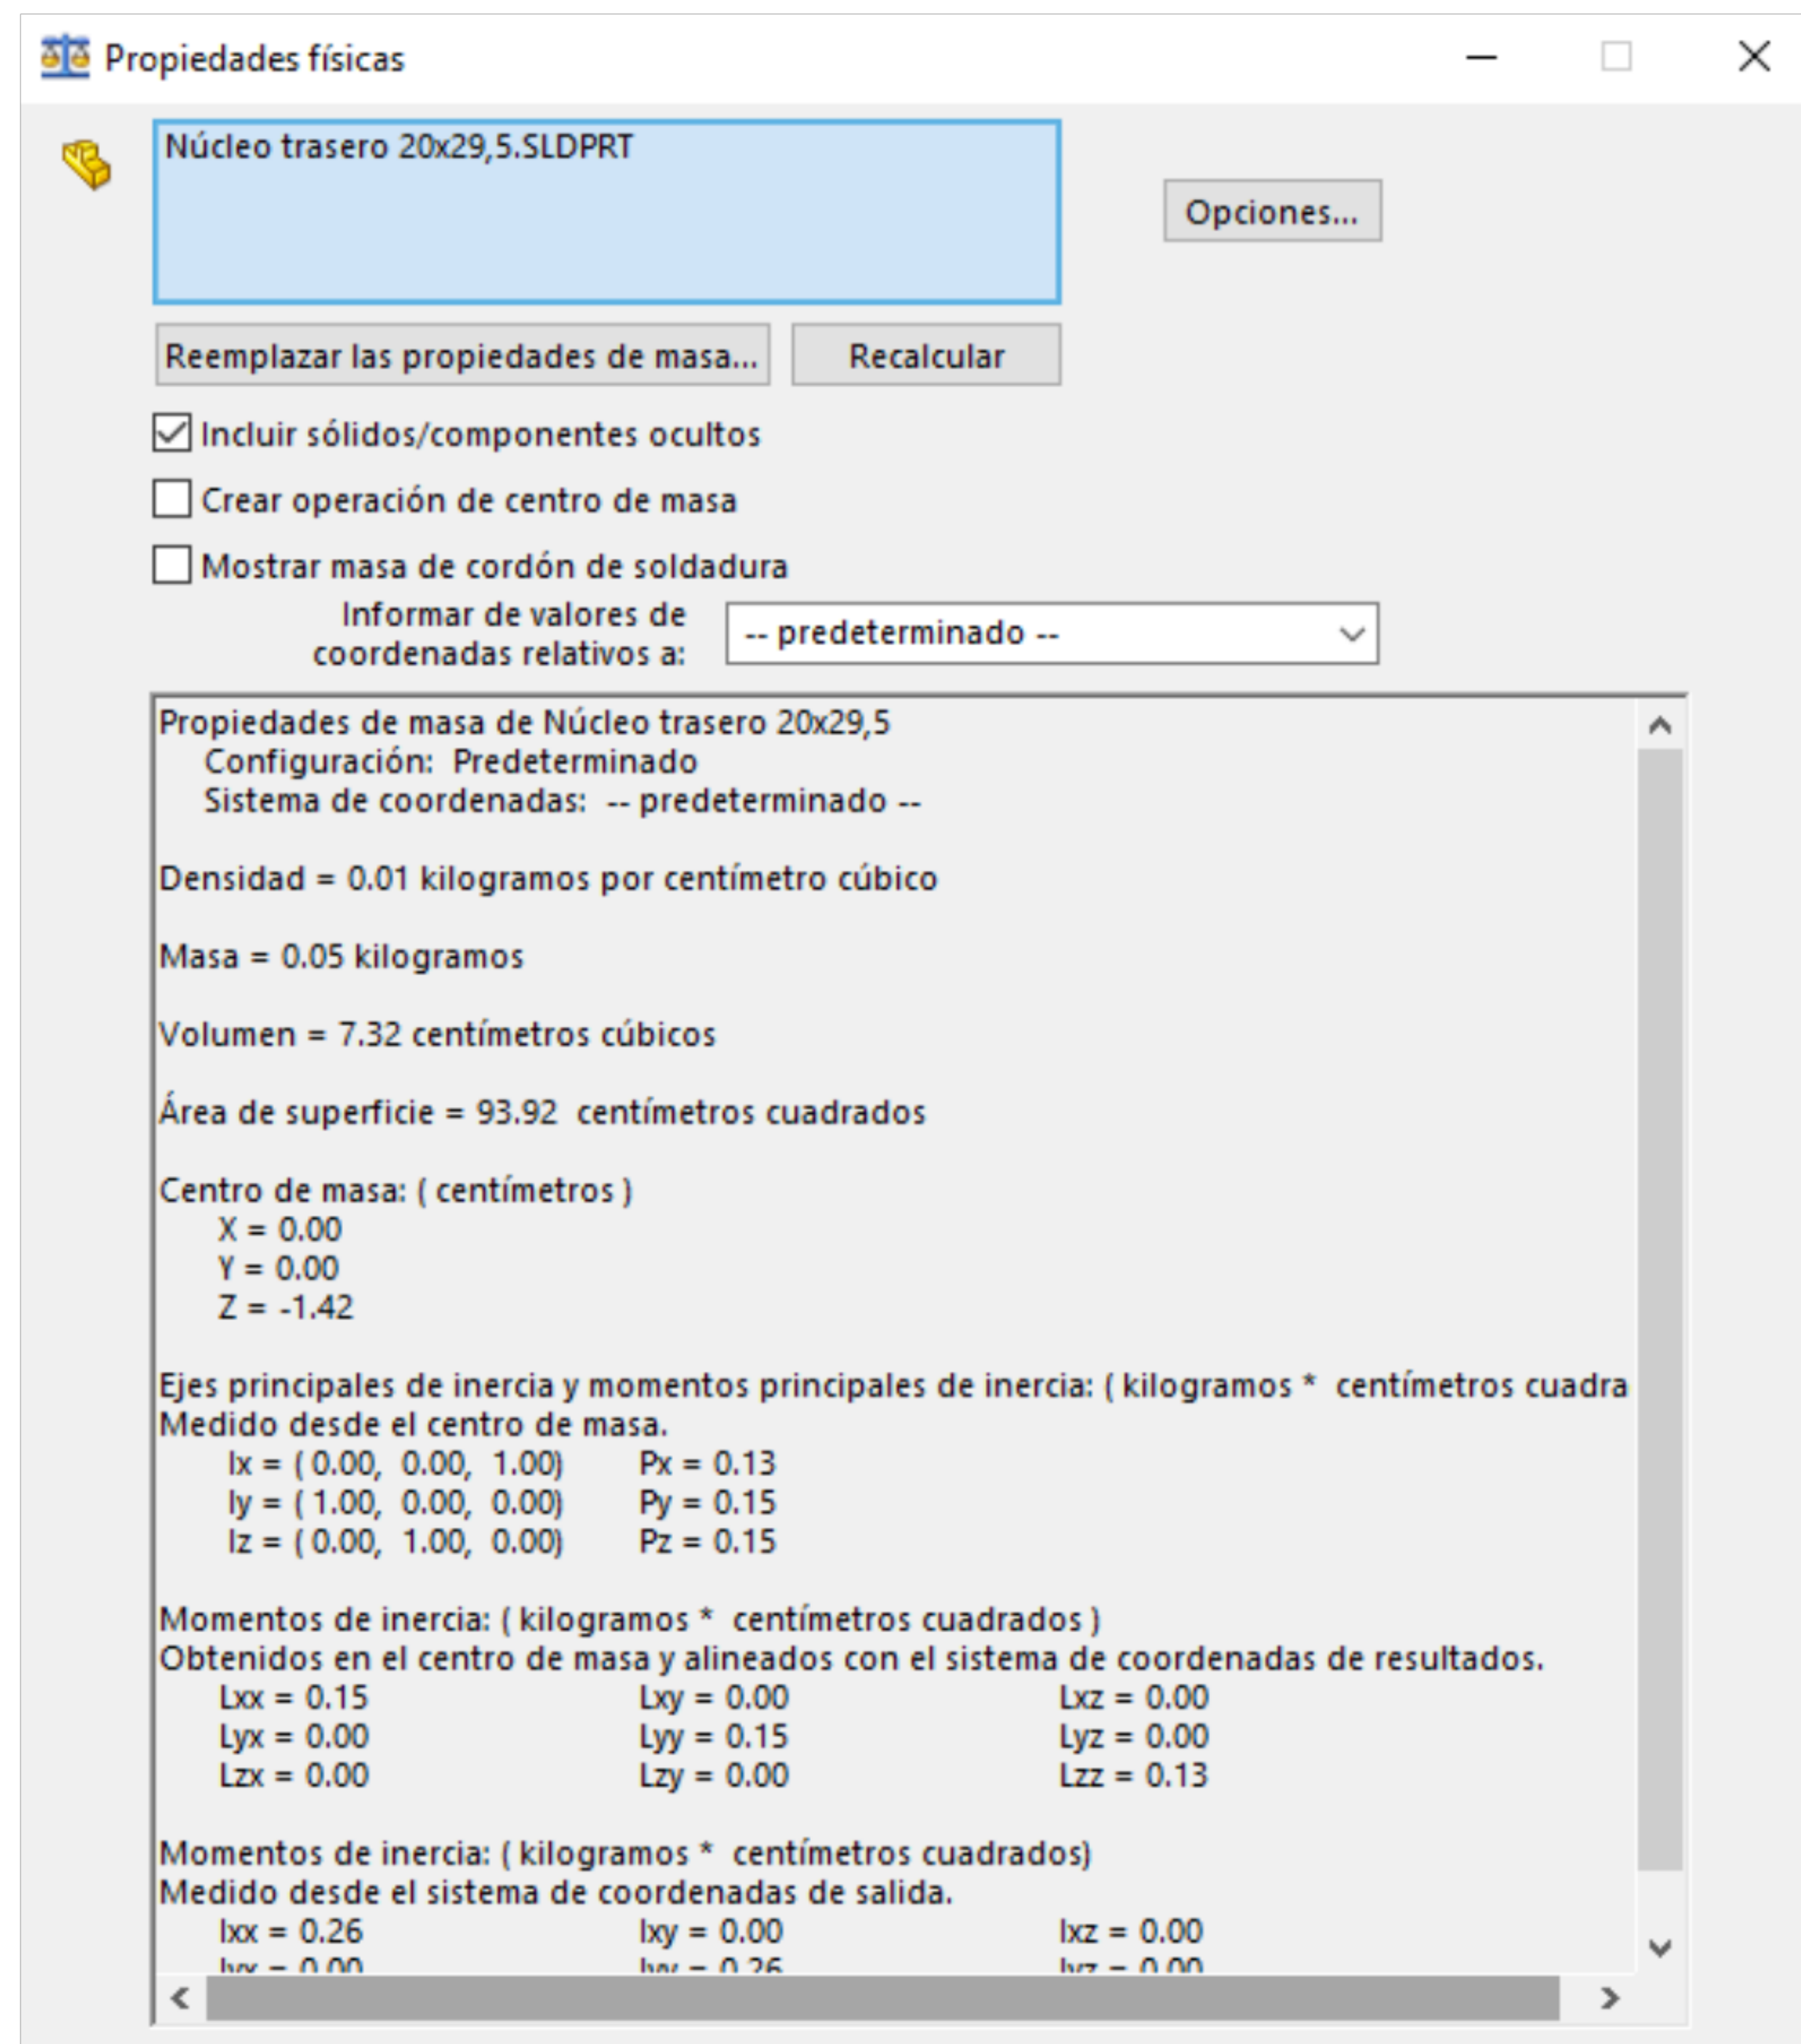 Propiedades físicas
Núcleo trasero 20x29,5.SLDPRT
Opciones...
Reemplazar las propiedades de masa...
Recalcular
Incluir sólidos/componentes ocultos
Crear operación de centro de masa
Mostrar masa de cordón de soldadura
Informar de valores de
coordenadas relativos a:
-- predeterminado --
Propiedades de masa de Núcleo trasero 20x29,5
Configuración: Predeterminado
Sistema de coordenadas: -- predeterminado --
Densidad = 0.01 kilogramos por centímetro cúbico
Masa = 0.05 kilogramos
Volumen = 7.32 centímetros cúbicos
Área de superficie = 93.92 centímetros cuadrados
Centro de masa: ( centímetros )
X = 0.00
Y = 0.00
Z = -1.42
Ejes principales de inercia y momentos principales de inercia: ( kilogramos * centímetros cuadra
Medido desde el centro de masa.
Ix = ( 0.00, 0.00, 1.00) Px = 0.13
Iy = ( 1.00, 0.00, 0.00) Py = 0.15
Iz = ( 0.00, 1.00, 0.00) Pz = 0.15
Momentos de inercia: ( kilogramos * centímetros cuadrados )
Obtenidos en el centro de masa y alineados con el sistema de coordenadas de resultados.
Lxx = 0.15 Lxy = 0.00 Lxz = 0.00
Lyx = 0.00 Lyy = 0.15 Lyz = 0.00
Lzx = 0.00 Lzy = 0.00 Lzz = 0.13
Momentos de inercia: ( kilogramos * centímetros cuadrados)
Medido desde el sistema de coordenadas de salida.
Ixx = 0.26 Ixy = 0.00 Ixz = 0.00
Iyx = 0.00 Iyy = 0.26 Iyz = 0.00